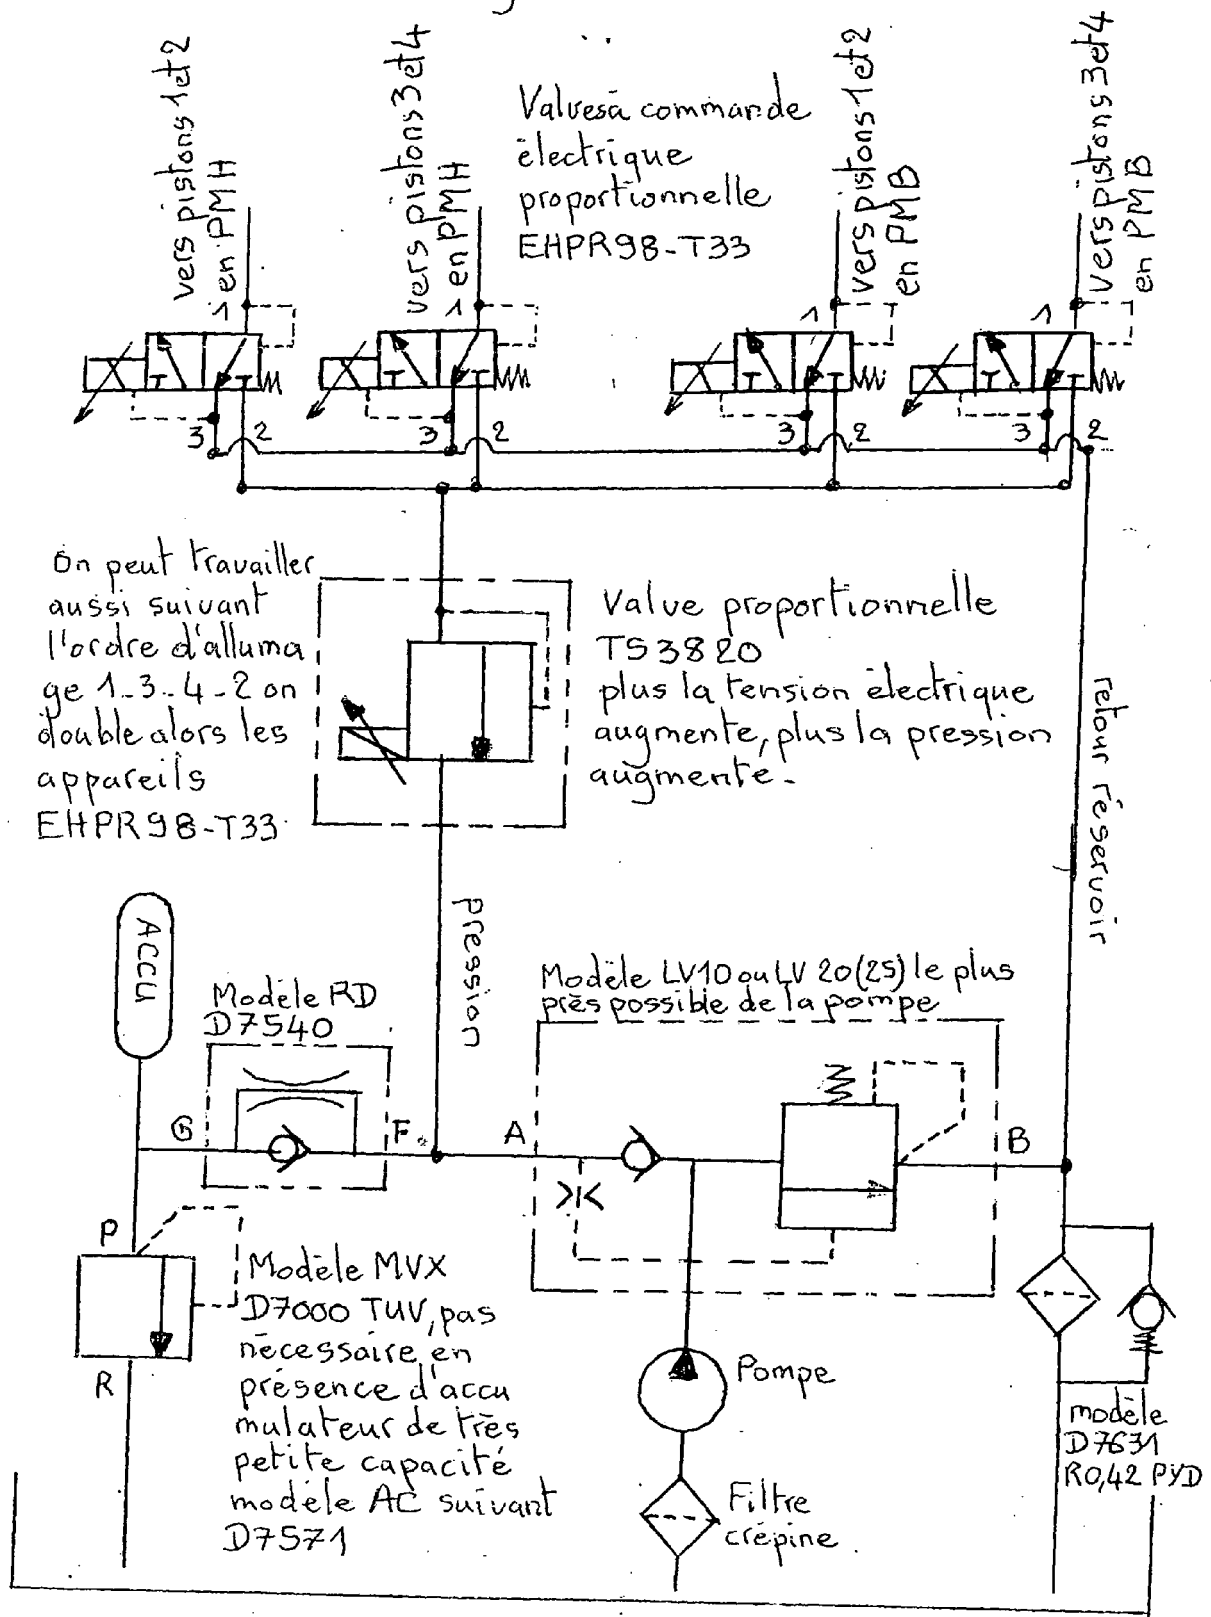 vers pistons 1 et 2
en PMH
vers pistons 3 et 4
en PMH
Valves à commande
électrique
proportionnelle
EHPR98-T33
vers pistons 1 et 2
en PMB
vers pistons 3 et 4
en PMB
1
1
1
1
3
2
3
2
3
2
3
2
On peut travailler
aussi suivant
l'ordre d'alluma
ge 1-3-4-2 on
double alors les
appareils
EHPR98-T33
Valve proportionnelle
TS3820
plus la tension électrique
augmente, plus la pression
augmente.
retour réservoir
pression
ACCU
Modèle RD
D7540
Modèle LV10 ou LV 20(25) le plus
près possible de la pompe
G
F
A
B
P
R
Modèle MVX
D7000 TUV, pas
nécessaire en
présence d'accu
mulateur de très
petite capacité
modèle AC suivant
D7571
Pompe
Filtre
crépine
modèle
D7631
R0,42 PYD